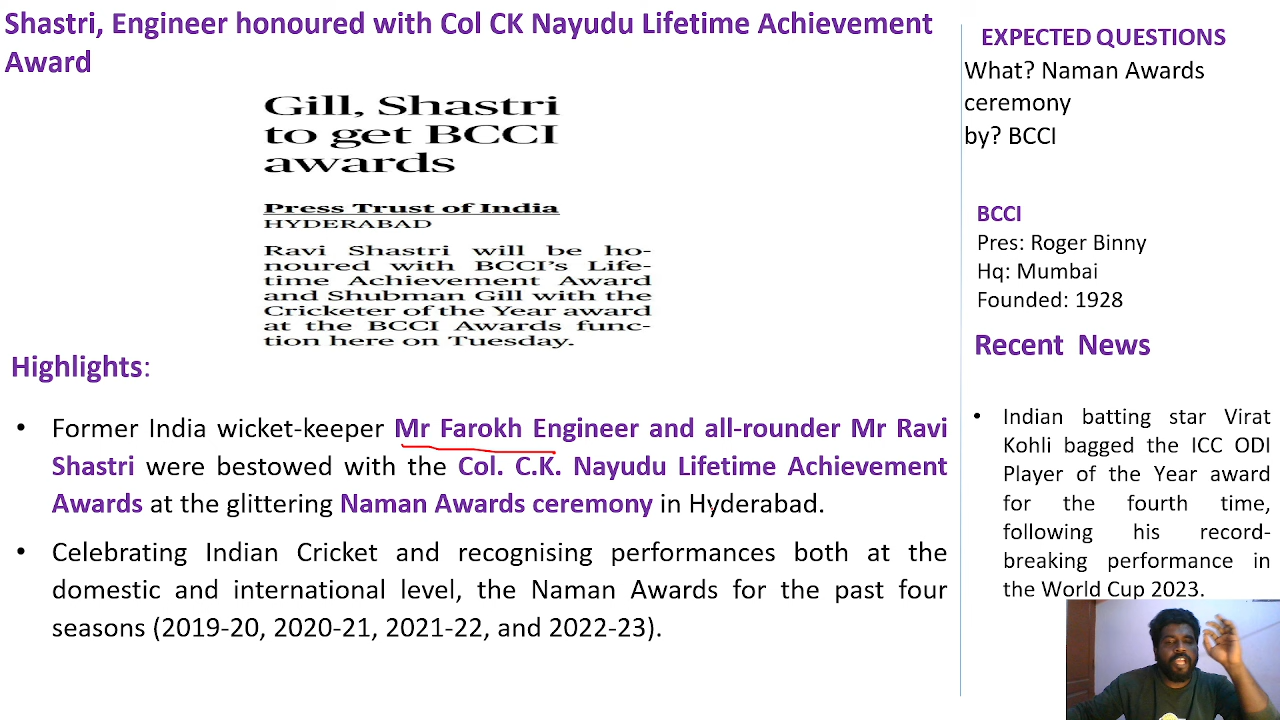 Shastri, Engineer honoured with Col CK Nayudu Lifetime Achievement
Award
Gill, Shastri
to get BCCI
awards
Press Trust of India
HYDERABAD
Ravi Shastri will be ho-
noured with BCCI's Life-
time Achievement Award
and Shubman Gill with the
Cricketer of the Year award
at the BCCI Awards func-
tion here on Tuesday.
Highlights:
• Former India wicket-keeper Mr Farokh Engineer and all-rounder Mr Ravi
Shastri were bestowed with the Col. C.K. Nayudu Lifetime Achievement
Awards at the glittering Naman Awards ceremony in Hyderabad.
• Celebrating Indian Cricket and recognising performances both at the
domestic and international level, the Naman Awards for the past four
seasons (2019-20, 2020-21, 2021-22, and 2022-23).
EXPECTED QUESTIONS
What? Naman Awards
ceremony
by? BCCI
BCCI
Pres: Roger Binny
Hq: Mumbai
Founded: 1928
Recent News
• Indian batting star Virat
Kohli bagged the ICC ODI
Player of the Year award
for the fourth time,
following his record-
breaking performance in
the World Cup 2023.